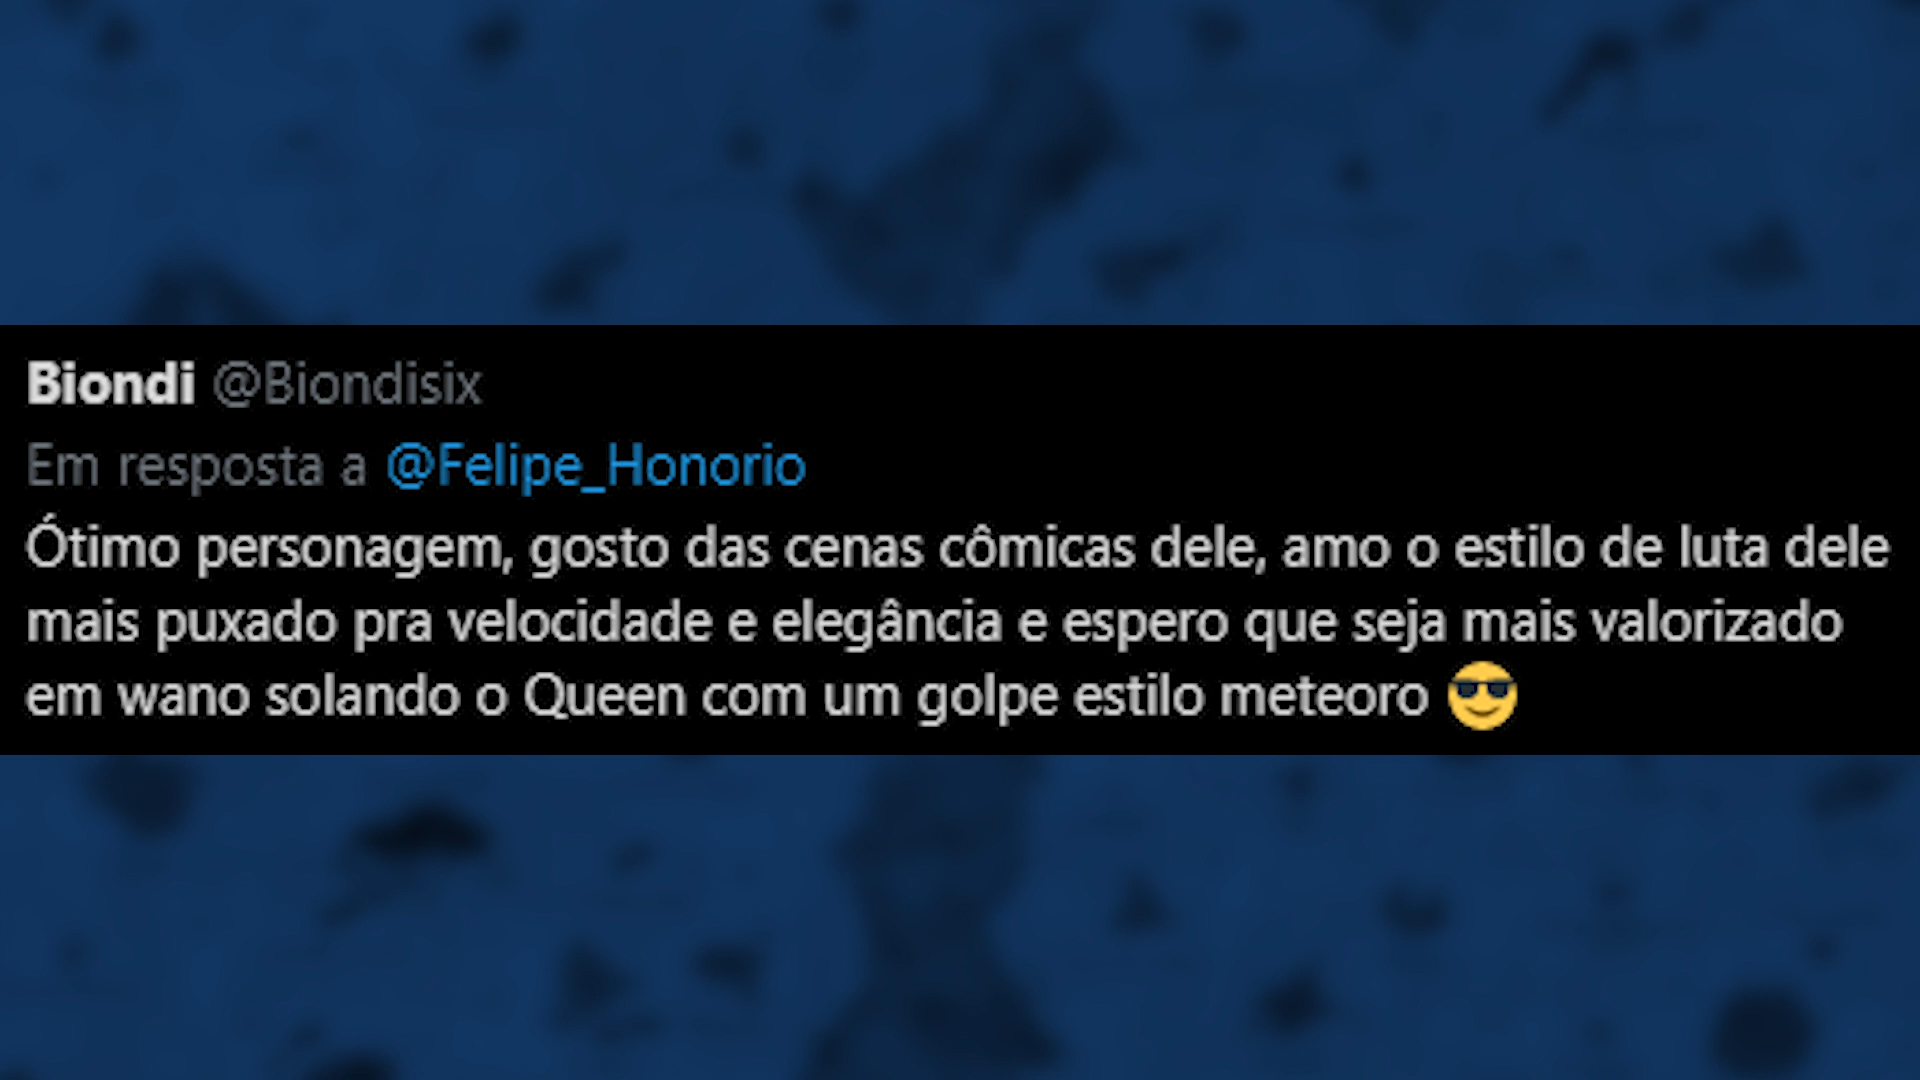 Biondi @Biondisix
Em resposta a @Felipe_Honorio
Ótimo personagem, gosto das cenas cômicas dele, amo o estilo de luta dele
mais puxado pra velocidade e elegância e espero que seja mais valorizado
em wano solando o Queen com um golpe estilo meteoro 😎